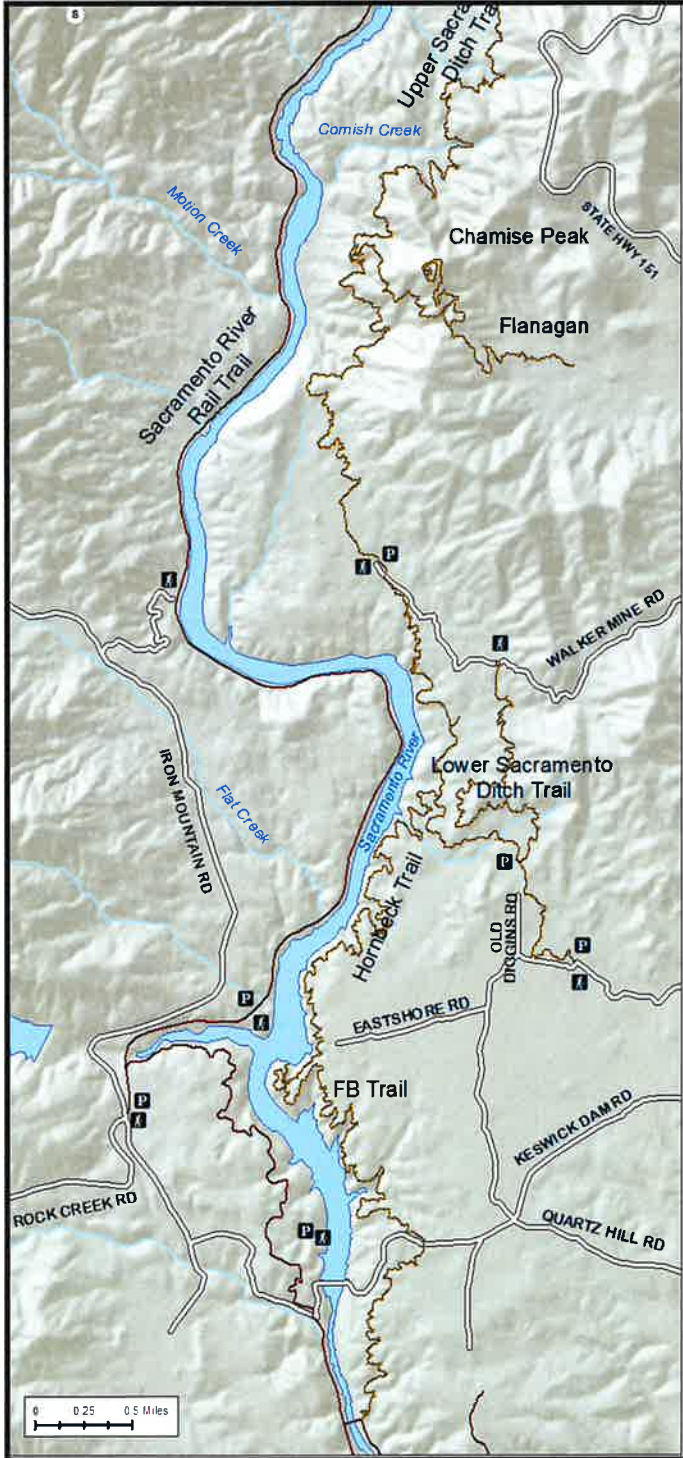 8
Upper Sacra
Ditch Tra
Cornish Creek
Motion Creek
STATE HWY 151
Chamise Peak
Flanagan
Sacramento River
Rail Trail
P
WALKER MINE RD
IRON MOUNTAIN RD
Sacramento River
Lower Sacramento
Ditch Trail
Flat Creek
Hornbeck Trail
P
OLD
DIGGINS RD
P
P
EASTSHORE RD
FB Trail
P
KESWICK DAM RD
ROCK CREEK RD
P
QUARTZ HILL RD
0 0.25 0.5 Miles